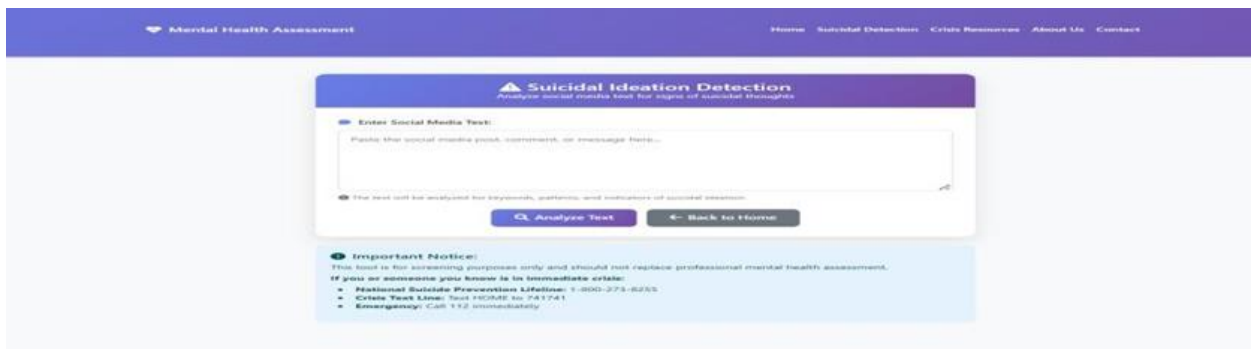 Mental Health Assessment
Home Suicidal Detection Crisis Resources About Us Contact
Suicidal Ideation Detection
Analyze social media text for signs of suicidal thoughts
Enter Social Media Text:
Paste the social media post, comment, or message here...
The text will be analyzed for keywords, patterns, and indicators of suicidal ideation.
Analyze Text
← Back to Home
Important Notice:
This tool is for screening purposes only and should not replace professional mental health assessment.
If you or someone you know is in immediate crisis:
• National Suicide Prevention Lifeline: 1-800-273-8255
• Crisis Text Line: Text HOME to 741741
• Emergency: Call 112 immediately